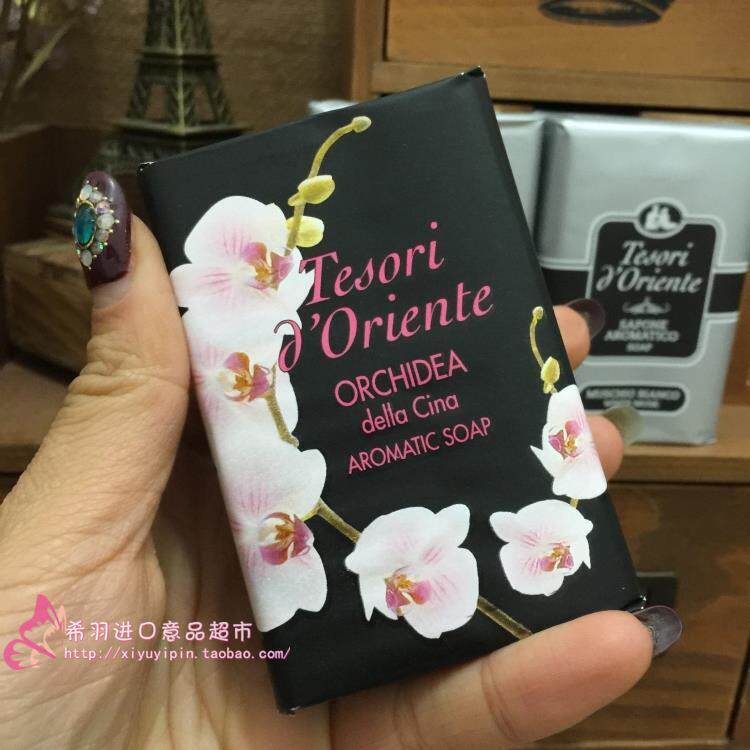 Tesori
d'Oriente
ORCHIDEA
della Cina
AROMATIC SOAP
Tesori
d'Oriente
SAPONE
AROMATICO
SOAP
MUSCHIO BIANCO
希羽进口意品超市
http://xiyuyipin.taobao.com/